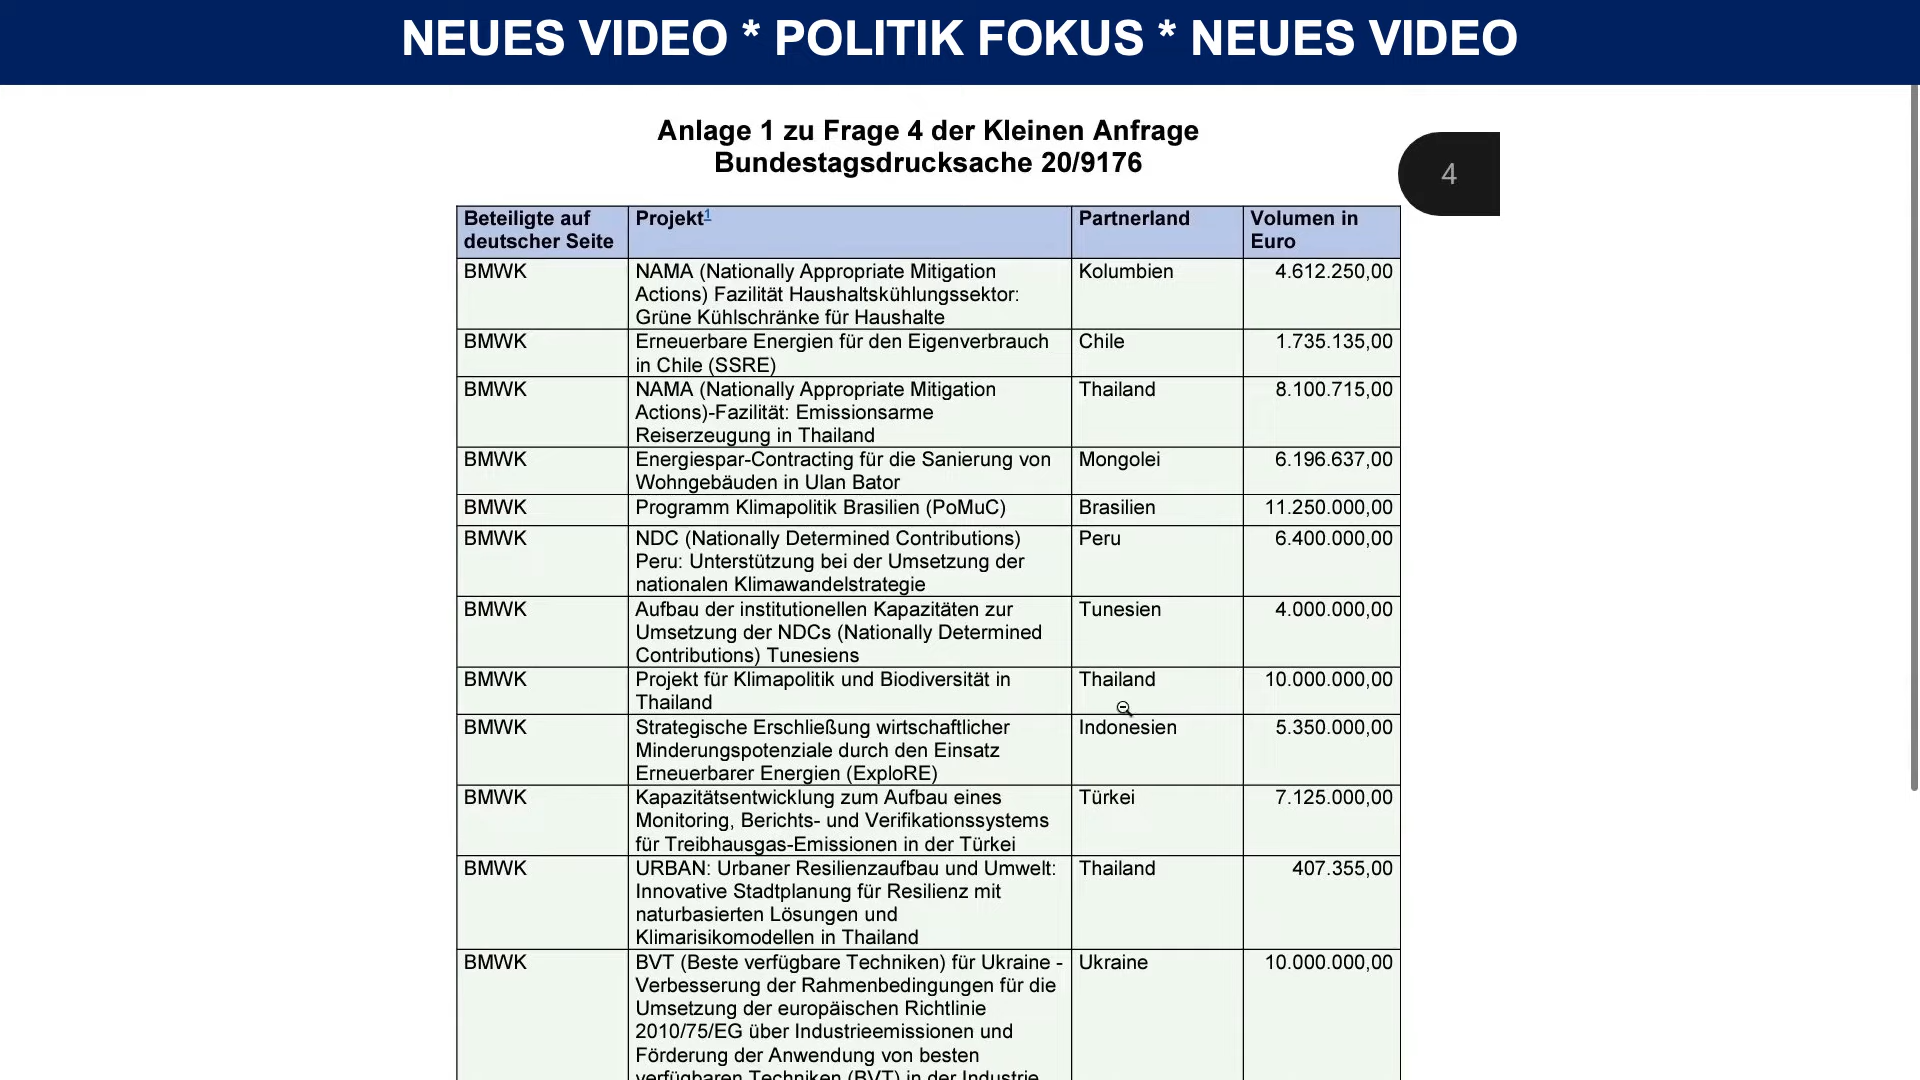 NEUES VIDEO * POLITIK FOKUS * NEUES VIDEO
Anlage 1 zu Frage 4 der Kleinen Anfrage
Bundestagsdrucksache 20/9176
4
Beteiligte auf deutscher Seite Projekt1 Partnerland Volumen in Euro
BMWK NAMA (Nationally Appropriate Mitigation Kolumbien 4.612.250,00
Actions) Fazilität Haushaltskühlungssektor:
Grüne Kühlschränke für Haushalte
BMWK Erneuerbare Energien für den Eigenverbrauch Chile 1.735.135,00
in Chile (SSRE)
BMWK NAMA (Nationally Appropriate Mitigation Thailand 8.100.715,00
Actions)-Fazilität: Emissionsarme
Reiserzeugung in Thailand
BMWK Energiespar-Contracting für die Sanierung von Mongolei 6.196.637,00
Wohngebäuden in Ulan Bator
BMWK Programm Klimapolitik Brasilien (PoMuC) Brasilien 11.250.000,00
BMWK NDC (Nationally Determined Contributions) Peru 6.400.000,00
Peru: Unterstützung bei der Umsetzung der
nationalen Klimawandelstrategie
BMWK Aufbau der institutionellen Kapazitäten zur Tunesien 4.000.000,00
Umsetzung der NDCs (Nationally Determined
Contributions) Tunesiens
BMWK Projekt für Klimapolitik und Biodiversität in Thailand 10.000.000,00
Thailand
BMWK Strategische Erschließung wirtschaftlicher Indonesien 5.350.000,00
Minderungspotenziale durch den Einsatz
Erneuerbarer Energien (ExploRE)
BMWK Kapazitätsentwicklung zum Aufbau eines Türkei 7.125.000,00
Monitoring, Berichts- und Verifikationssystems
für Treibhausgas-Emissionen in der Türkei
BMWK URBAN: Urbaner Resilienzaufbau und Umwelt: Thailand 407.355,00
Innovative Stadtplanung für Resilienz mit
naturbasierten Lösungen und
Klimarisikomodellen in Thailand
BMWK BVT (Beste verfügbare Techniken) für Ukraine - Ukraine 10.000.000,00
Verbesserung der Rahmenbedingungen für die
Umsetzung der europäischen Richtlinie
2010/75/EG über Industrieemissionen und
Förderung der Anwendung von besten
verfügbaren Techniken (BVT) in der Industrie